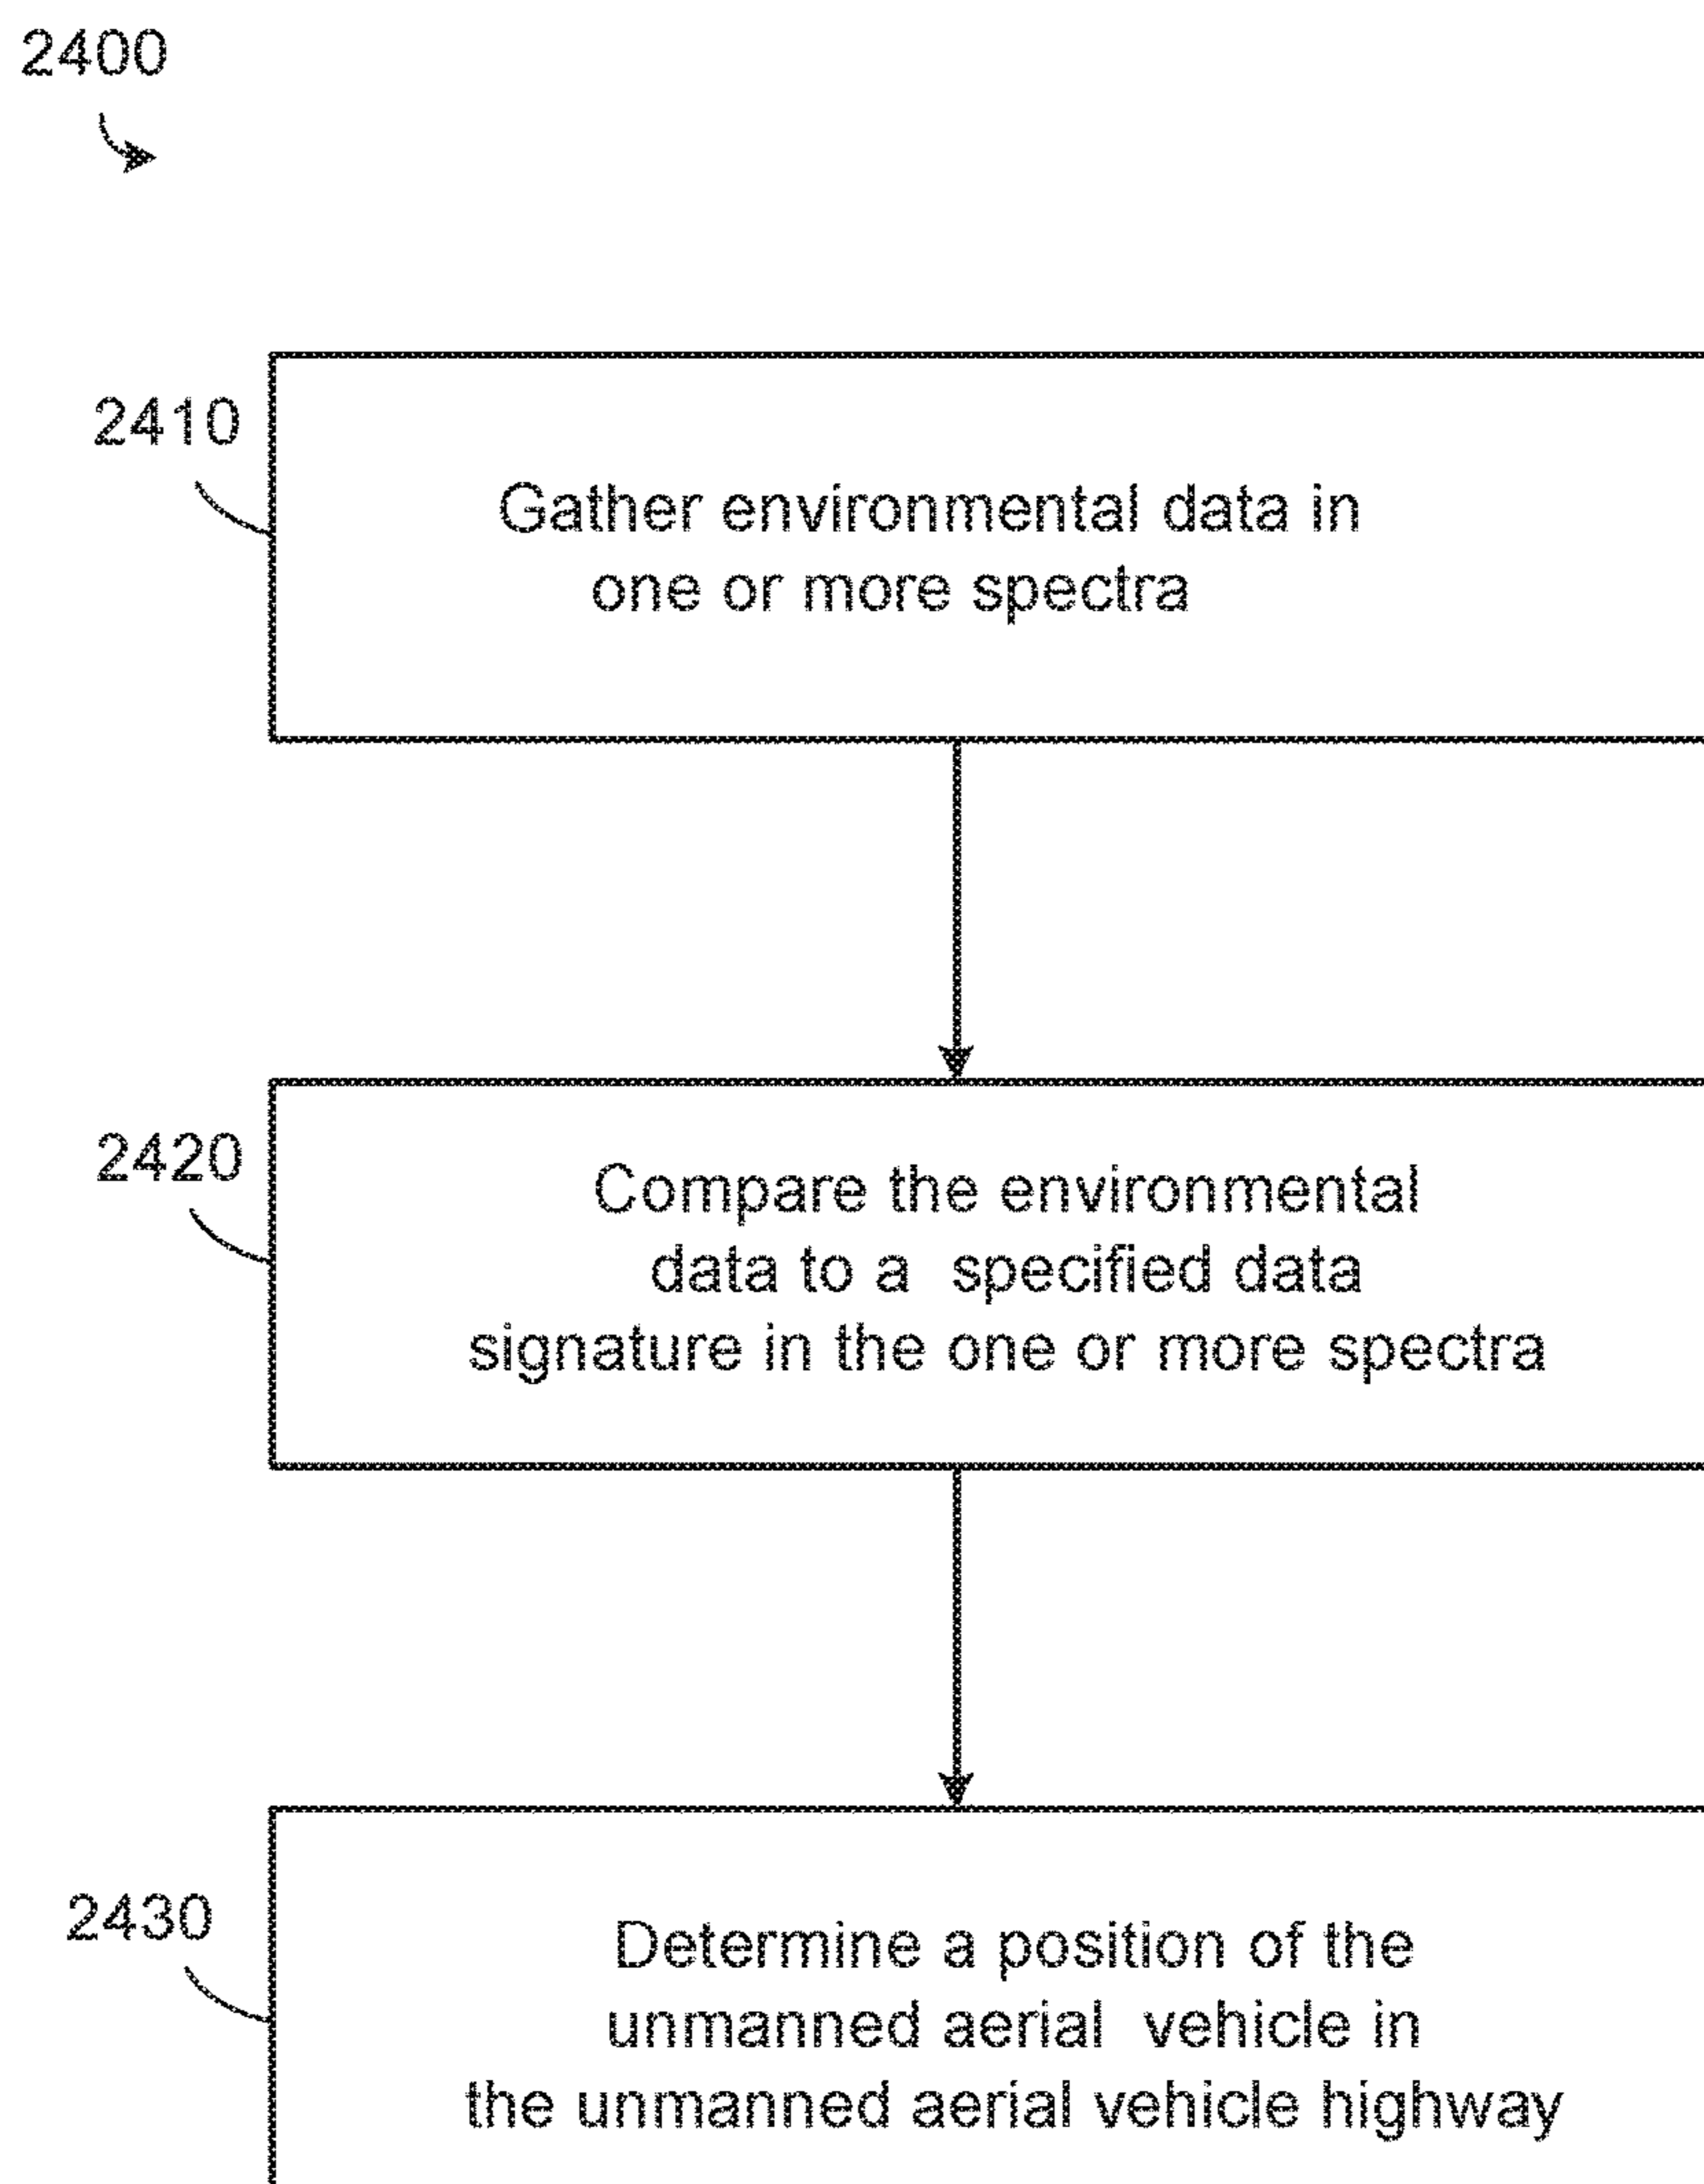 2400
2410
Gather environmental data in
one or more spectra
2420
Compare the environmental
data to a specified data
signature in the one or more spectra
2430
Determine a position of the
unmanned aerial vehicle in
the unmanned aerial vehicle highway